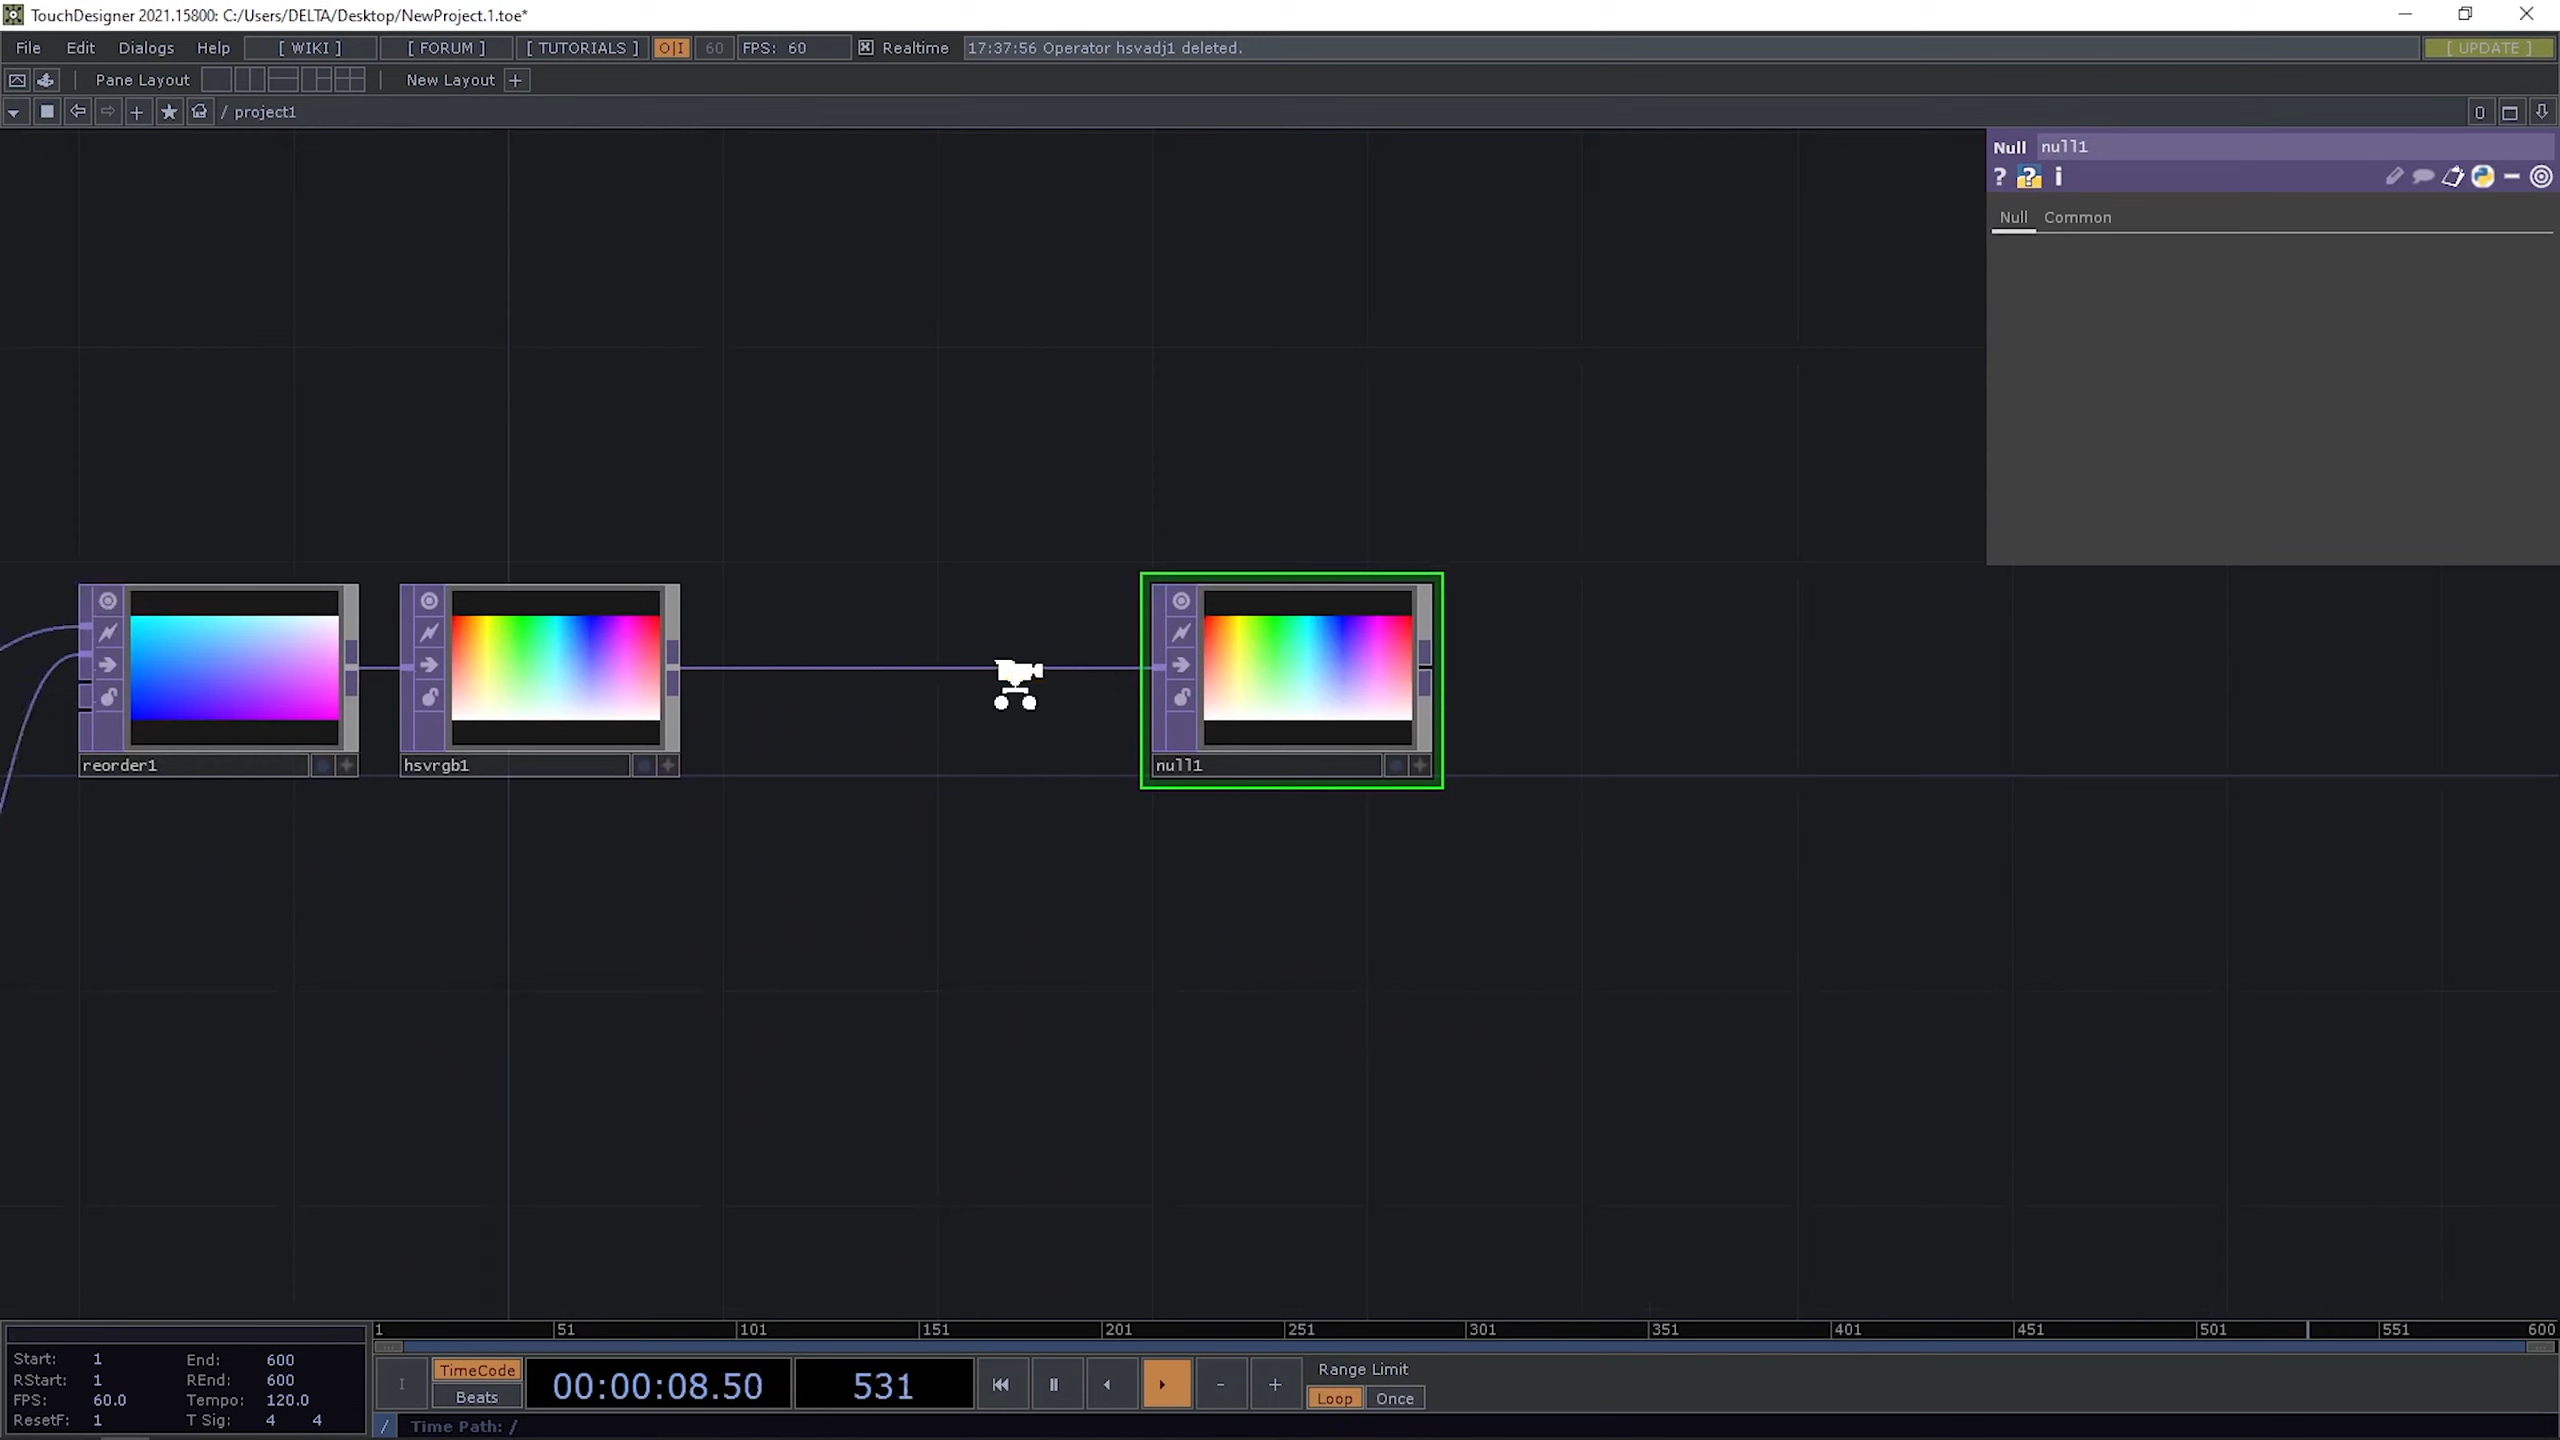 TouchDesigner 2021.15800: C:/Users/DELTA/Desktop/NewProject.1.toe*
File Edit Dialogs Help [ WIKI ] [ FORUM ] [ TUTORIALS ] O|I 60 FPS: 60 Realtime 17:37:56 Operator hsvadj1 deleted. [ UPDATE ]
Pane Layout New Layout +
/ project1 0
Null null1
? ? i
Null Common
reorder1 hsvrgb1 null1
1 51 101 151 201 251 301 351 401 451 501 551 600
Start: 1 End: 600
RStart: 1 REnd: 600
FPS: 60.0 Tempo: 120.0
ResetF: 1 T Sig: 4 4
I TimeCode Beats 00:00:08.50 531 - + Range Limit
Loop Once
/ Time Path: /